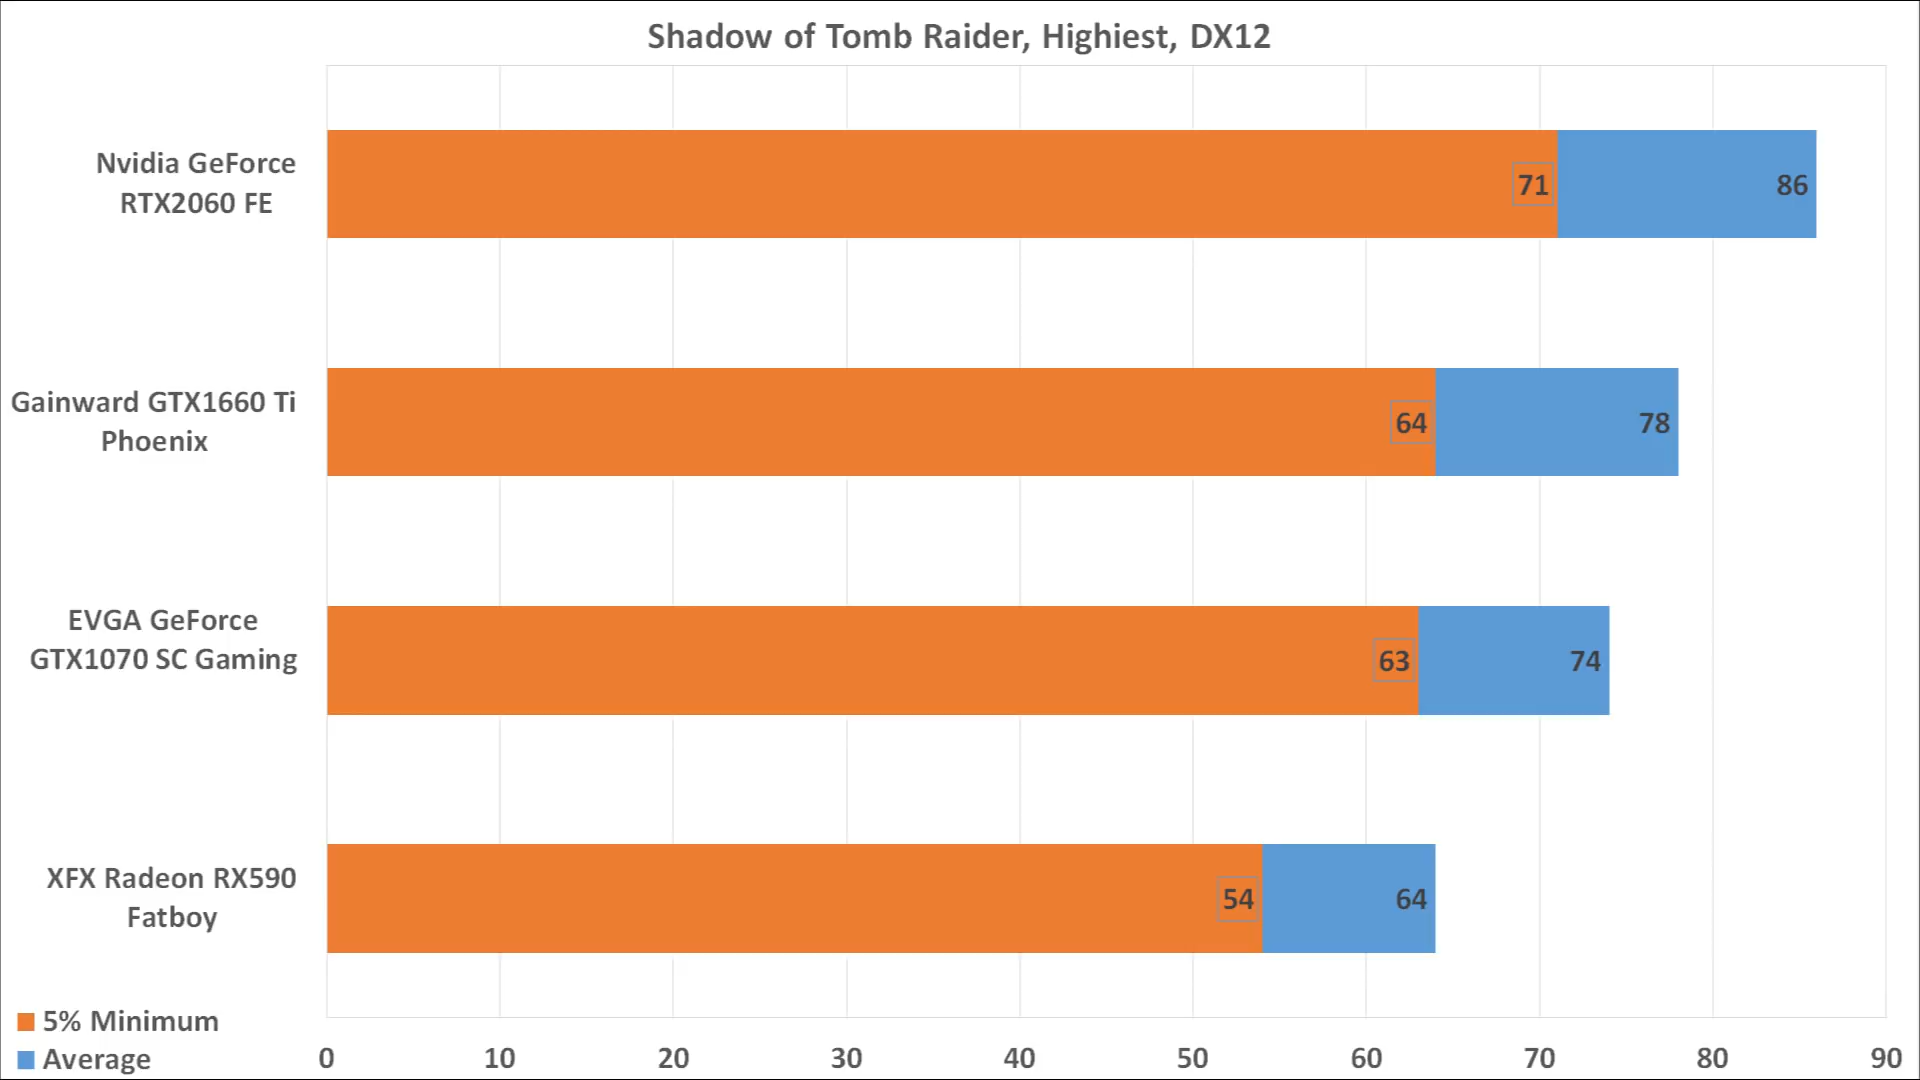 Shadow of Tomb Raider, Highiest, DX12
Nvidia GeForce
RTX2060 FE
71
86
Gainward GTX1660 Ti
Phoenix
64
78
EVGA GeForce
GTX1070 SC Gaming
63
74
XFX Radeon RX590
Fatboy
54
64
5% Minimum
Average
0 10 20 30 40 50 60 70 80 90